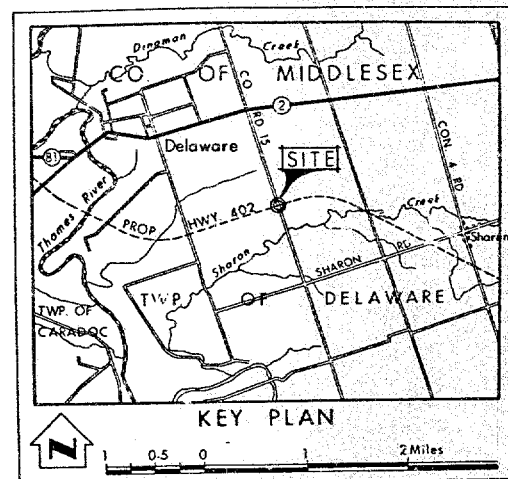 Dingman Creek
CO OF MIDDLESEX
CO RD 15
2
Delaware
CON. 4 RD
81
SITE
Thames River
PROP. HWY. 402
Creek
Sharon
Sharon
SHARON RD
TWP. OF DELAWARE
TWP. OF
CARADOC
KEY PLAN
N
1 0·5 0 1 2 Miles